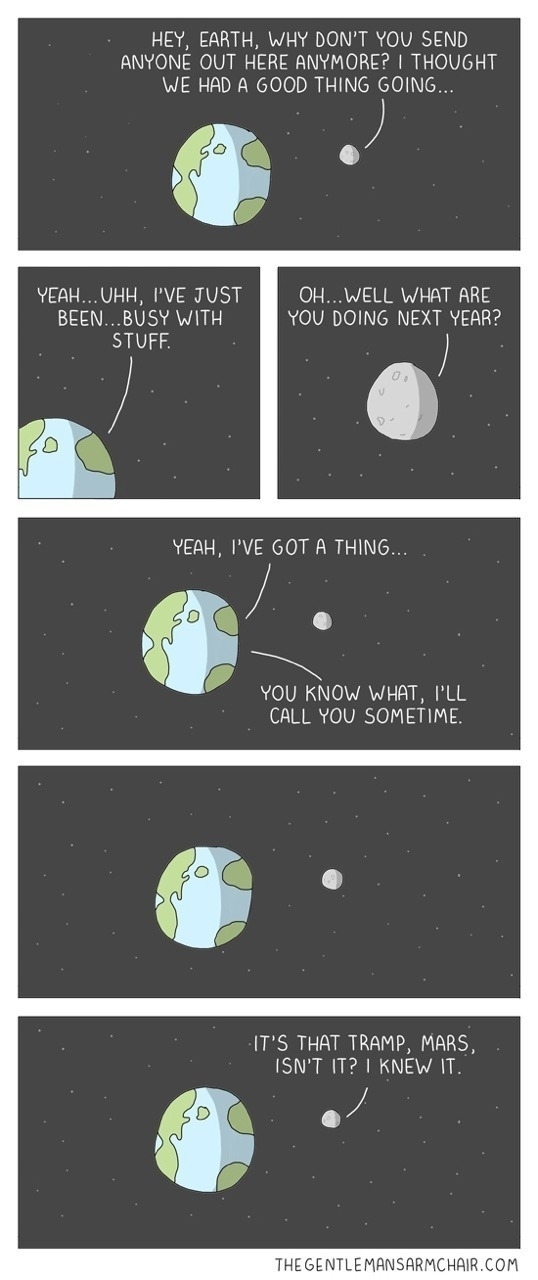 HEY, EARTH, WHY DON'T YOU SEND
ANYONE OUT HERE ANYMORE? I THOUGHT
WE HAD A GOOD THING GOING...
YEAH...UHH, I'VE JUST
BEEN...BUSY WITH
STUFF.
OH...WELL WHAT ARE
YOU DOING NEXT YEAR?
YEAH, I'VE GOT A THING...
YOU KNOW WHAT, I'LL
CALL YOU SOMETIME.
IT'S THAT TRAMP, MARS,
ISN'T IT? I KNEW IT.
THEGENTLEMANSARMCHAIR.COM